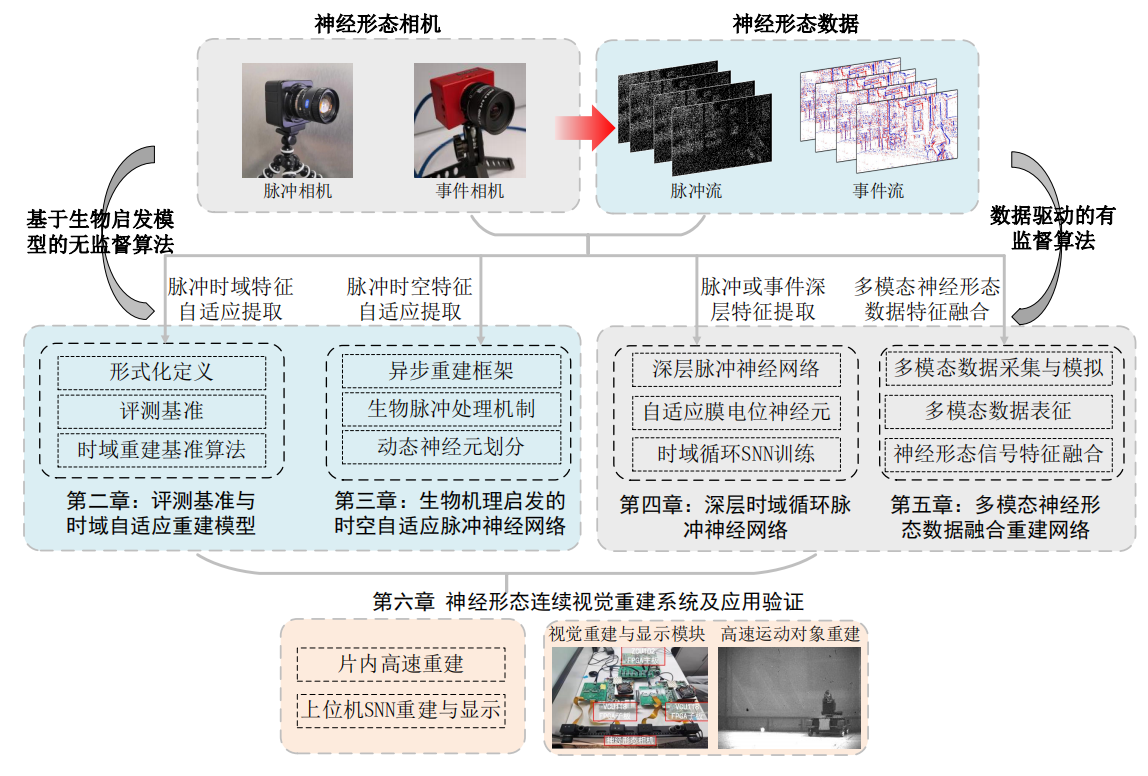 神经形态相机
神经形态数据
脉冲相机
事件相机
脉冲流
事件流
基于生物启发模
型的无监督算法
数据驱动的有
监督算法
脉冲时域特征
自适应提取
脉冲时空特征
自适应提取
脉冲或事件深
层特征提取
多模态神经形态
数据特征融合
形式化定义
评测基准
时域重建基准算法
第二章：评测基准与
时域自适应重建模型
异步重建框架
生物脉冲处理机制
动态神经元划分
第三章：生物机理启发的
时空自适应脉冲神经网络
深层脉冲神经网络
自适应膜电位神经元
时域循环SNN训练
第四章：深层时域循环脉
冲神经网络
多模态数据采集与模拟
多模态数据表征
神经形态信号特征融合
第五章：多模态神经形
态数据融合重建网络
第六章 神经形态连续视觉重建系统及应用验证
片内高速重建
上位机SNN重建与显示
视觉重建与显示模块
高速运动对象重建
神经形态相机